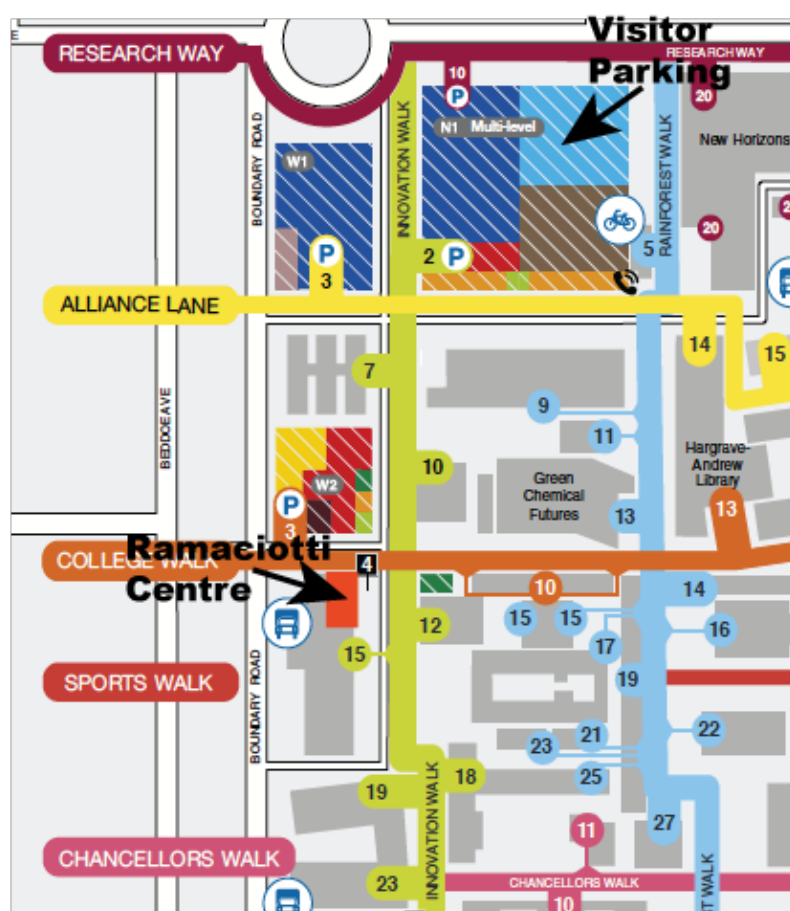 E
Visitor
Parking
RESEARCH WAY
RESEARCH WAY
10
P
20
N1 Multi-level
New Horizons
BOUNDARY ROAD
INNOVATION WALK
RAINFOREST WALK
W1
P
3
2 P
5
20
2
ALLIANCE LANE
14
15
7
BEDDOE AVE
9
11
10
Hargrave-
Andrew
Library
W2
Green
Chemical
Futures
P
3
13
13
Ramaciotti
Centre
COLLEGE WALK
4
10
14
12
15
15
16
17
15
SPORTS WALK
19
BOUNDARY ROAD
22
21
23
18
25
19
INNOVATION WALK
27
11
CHANCELLORS WALK
23
CHANCELLORS WALK
10
T WALK